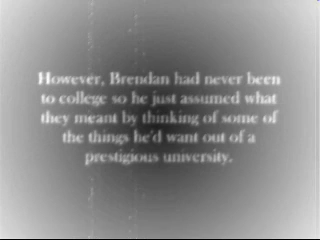 However, Brendan had never been
to college so he just assumed what
they meant by thinking of some of
the things he'd want out of a
prestigious university.